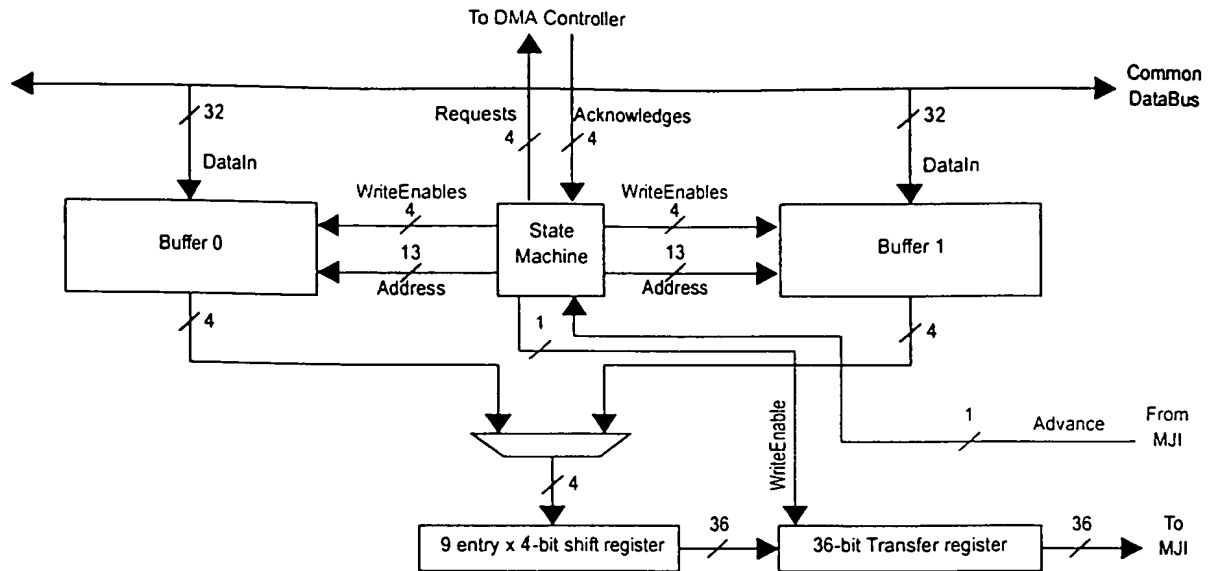 To DMA Controller
Common
DataBus
32
Requests
4
Acknowledges
4
32
DataIn
DataIn
WriteEnables
4
WriteEnables
4
Buffer 0
State
Machine
Buffer 1
13
Address
13
Address
4
1
4
1
Advance
From
MJI
WriteEnable
4
9 entry x 4-bit shift register
36
36-bit Transfer register
36
To
MJI